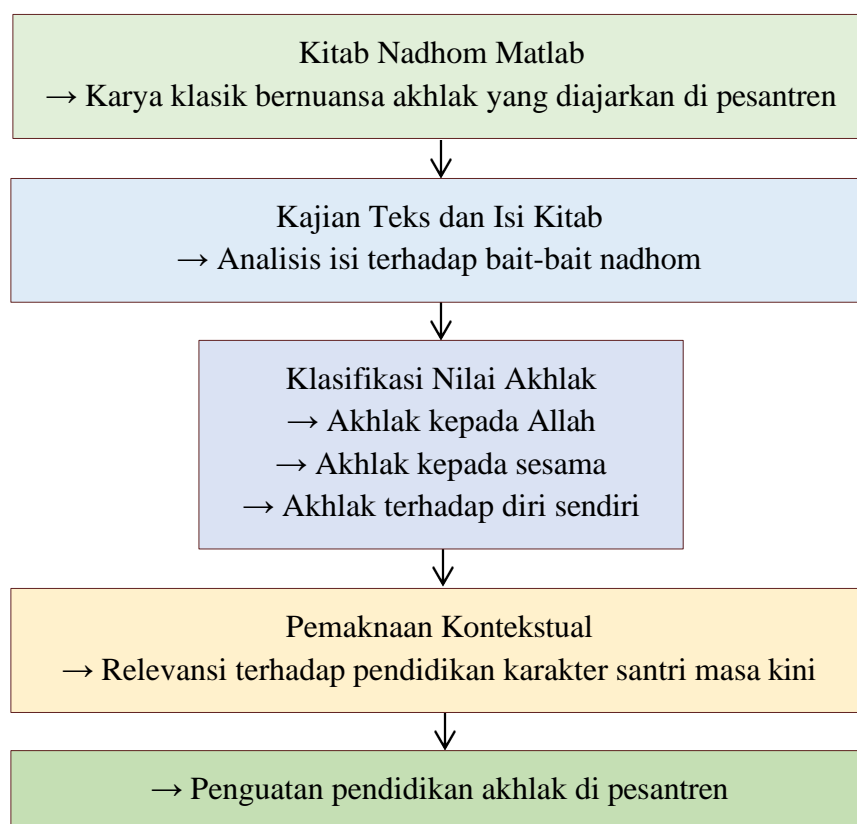 Kitab Nadhom Matlab
→ Karya klasik bernuansa akhlak yang diajarkan di pesantren
Kajian Teks dan Isi Kitab
→ Analisis isi terhadap bait-bait nadhom
Klasifikasi Nilai Akhlak
→ Akhlak kepada Allah
→ Akhlak kepada sesama
→ Akhlak terhadap diri sendiri
Pemaknaan Kontekstual
→ Relevansi terhadap pendidikan karakter santri masa kini
→ Penguatan pendidikan akhlak di pesantren